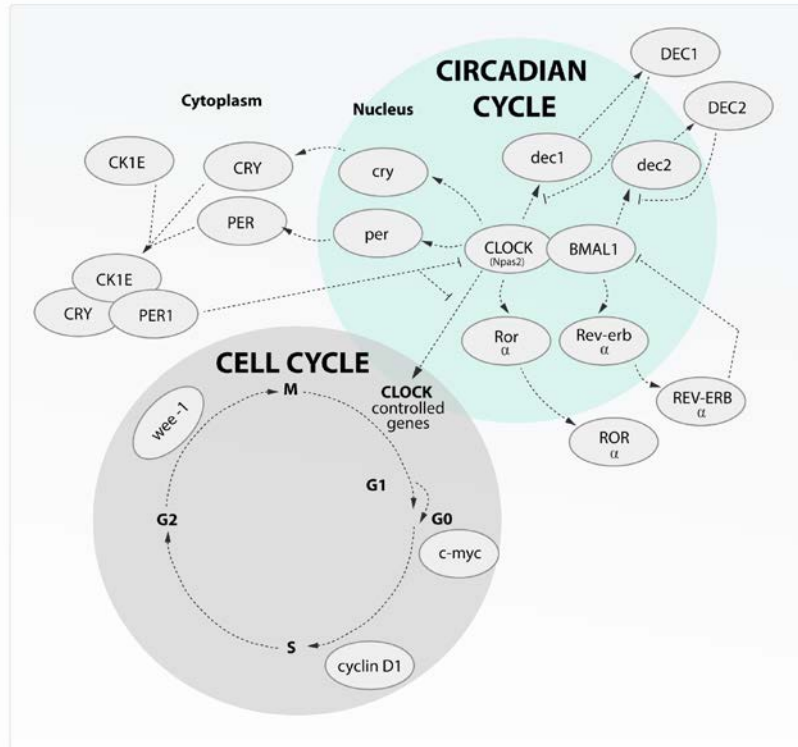 CIRCADIAN
CYCLE
DEC1
DEC2
Cytoplasm
Nucleus
dec1
dec2
CK1E
CRY
cry
PER
per
CLOCK
(Npas2)
BMAL1
CK1E
CRY
PER1
Ror
α
Rev-erb
α
REV-ERB
α
ROR
α
CELL CYCLE
M
CLOCK
controlled
genes
wee -1
G1
G2
G0
c-myc
S
cyclin D1